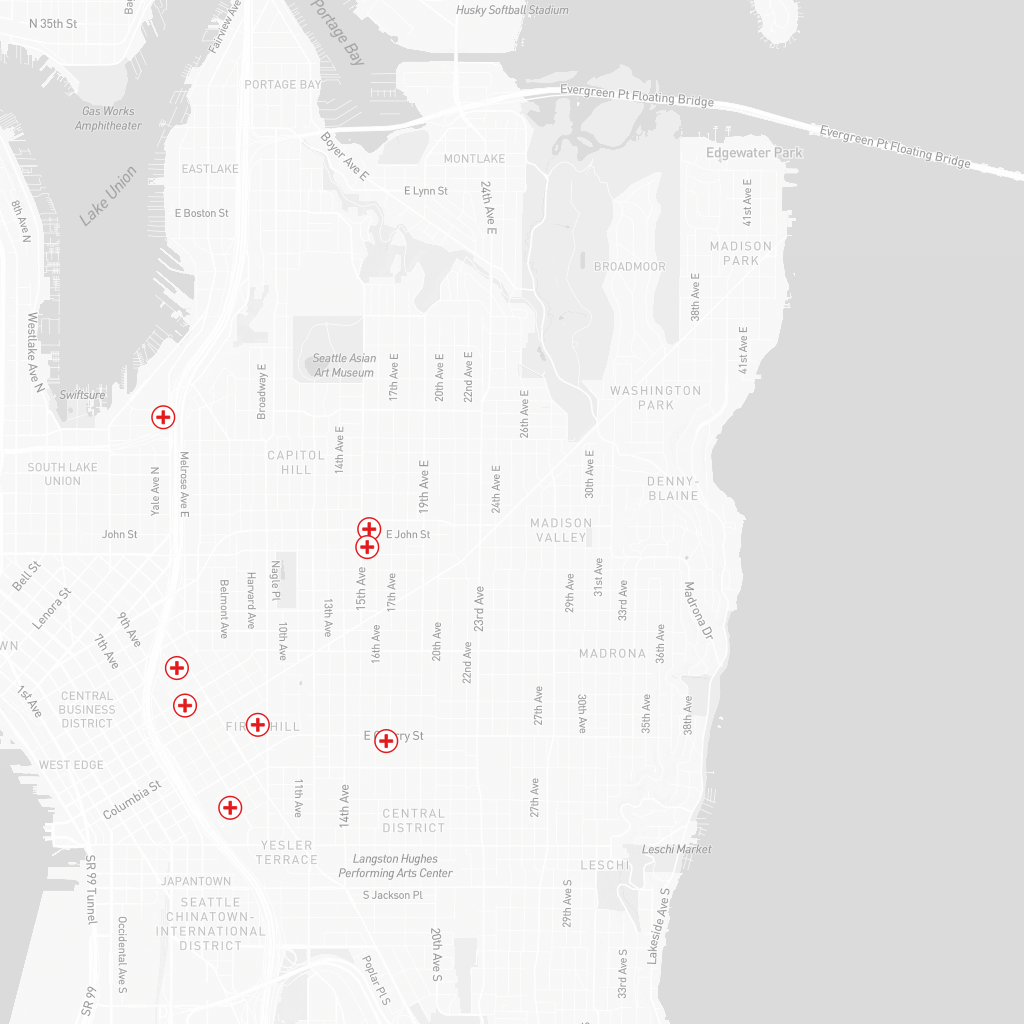 Husky Softball Stadium
N 35th St
Fairview Ave
Portage Bay
PORTAGE BAY
Evergreen Pt Floating Bridge
Evergreen Pt Floating Bridge
Gas Works
Amphitheater
Boyer Ave E
MONTLAKE
Edgewater Park
EASTLAKE
Lake Union
E Lynn St
24th Ave E
41st Ave E
8th Ave N
E Boston St
MADISON
PARK
BROADMOOR
38th Ave E
Westlake Ave N
41st Ave E
Seattle Asian
Art Museum
Broadway E
17th Ave E
20th Ave E
22nd Ave E
Swiftsure
26th Ave E
WASHINGTON
PARK
14th Ave E
CAPITOL
HILL
SOUTH LAKE
UNION
Yale Ave N
Melrose Ave E
19th Ave E
24th Ave E
30th Ave E
DENNY-
BLAINE
John St
E John St
MADISON
VALLEY
Bell St
Lenora St
Nagle Pl
Belmont Ave
Harvard Ave
15th Ave
17th Ave
29th Ave
31st Ave
33rd Ave
Madrona Dr
9th Ave
7th Ave
10th Ave
13th Ave
16th Ave
20th Ave
23rd Ave
22nd Ave
MADRONA
36th Ave
WN
1st Ave
CENTRAL
BUSINESS
DISTRICT
27th Ave
30th Ave
35th Ave
38th Ave
WEST EDGE
Columbia St
11th Ave
14th Ave
CENTRAL
DISTRICT
27th Ave
YESLER
TERRACE
Langston Hughes
Performing Arts Center
Leschi Market
LESCHI
SR 99 Tunnel
JAPANTOWN
S Jackson Pl
SEATTLE
CHINATOWN-
INTERNATIONAL
DISTRICT
Occidental Ave S
29th Ave S
Lakeside Ave S
20th Ave S
Poplar Pl S
33rd Ave S
SR 99